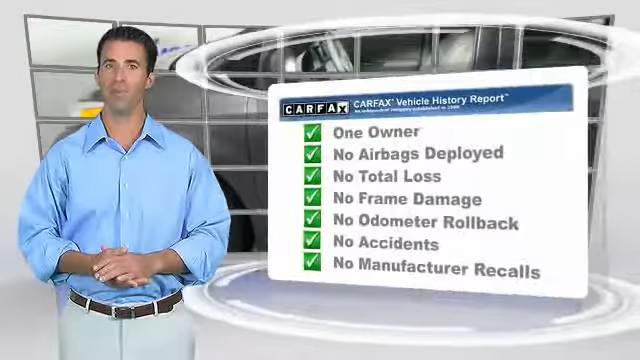 CARFAX CARFAX® Vehicle History Report™
An independent company established in 1986
One Owner
No Airbags Deployed
No Total Loss
No Frame Damage
No Odometer Rollback
No Accidents
No Manufacturer Recalls